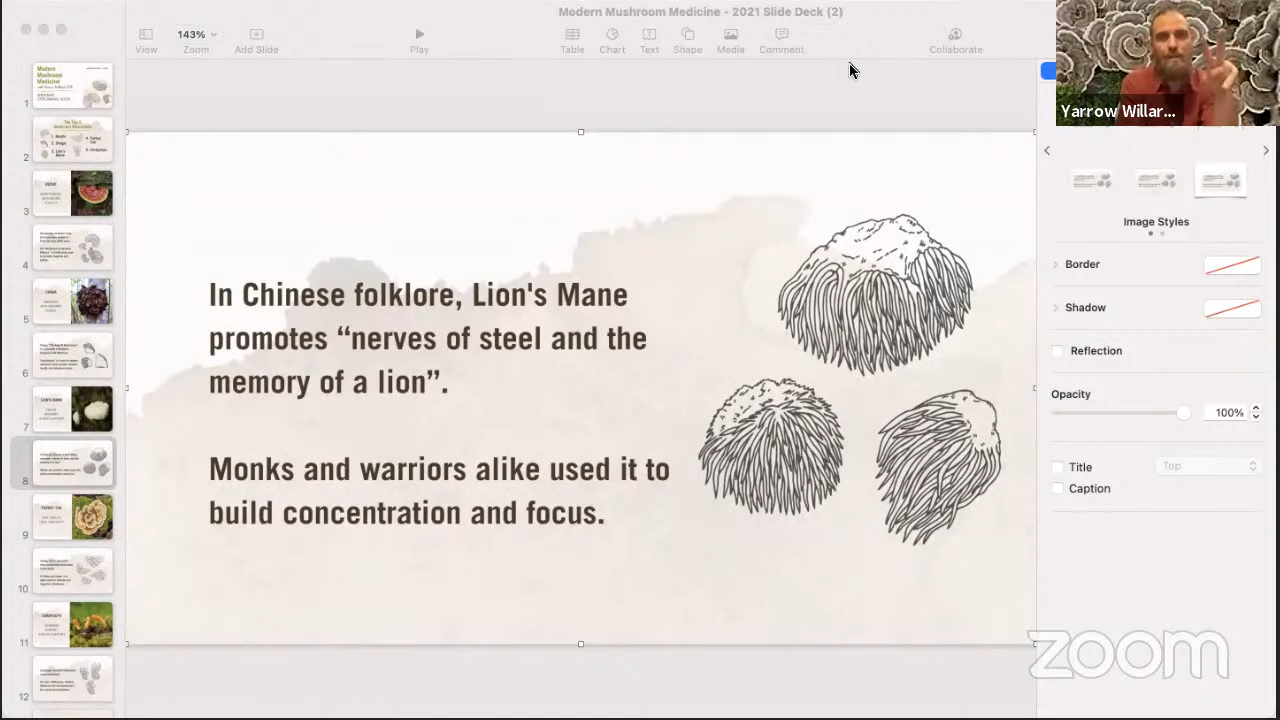 Modern Mushroom Medicine - 2021 Slide Deck (2)
143%
View
Zoom
Add Slide
Play
Table
Chart
Text
Shape
Media
Comment
Collaborate
Yarrow Willar...
Modern
Mushroom
Medicine
1
2
3
4
5
6
7
8
9
10
11
12
In Chinese folklore, Lion's Mane
promotes “nerves of steel and the
memory of a lion”.
Monks and warriors alike used it to
build concentration and focus.
Image Styles
Border
Shadow
Reflection
Opacity
100%
Title
Top
Caption
zoom